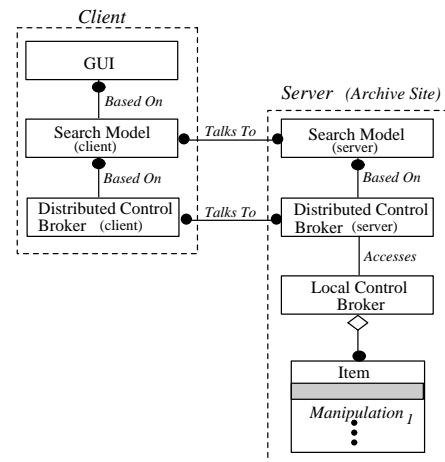 Client
GUI
Based On
Search Model
(client)
Based On
Distributed Control
Broker (client)
Talks To
Talks To
Server (Archive Site)
Search Model
(server)
Based On
Distributed Control
Broker (server)
Accesses
Local Control
Broker
Item
Manipulation 1